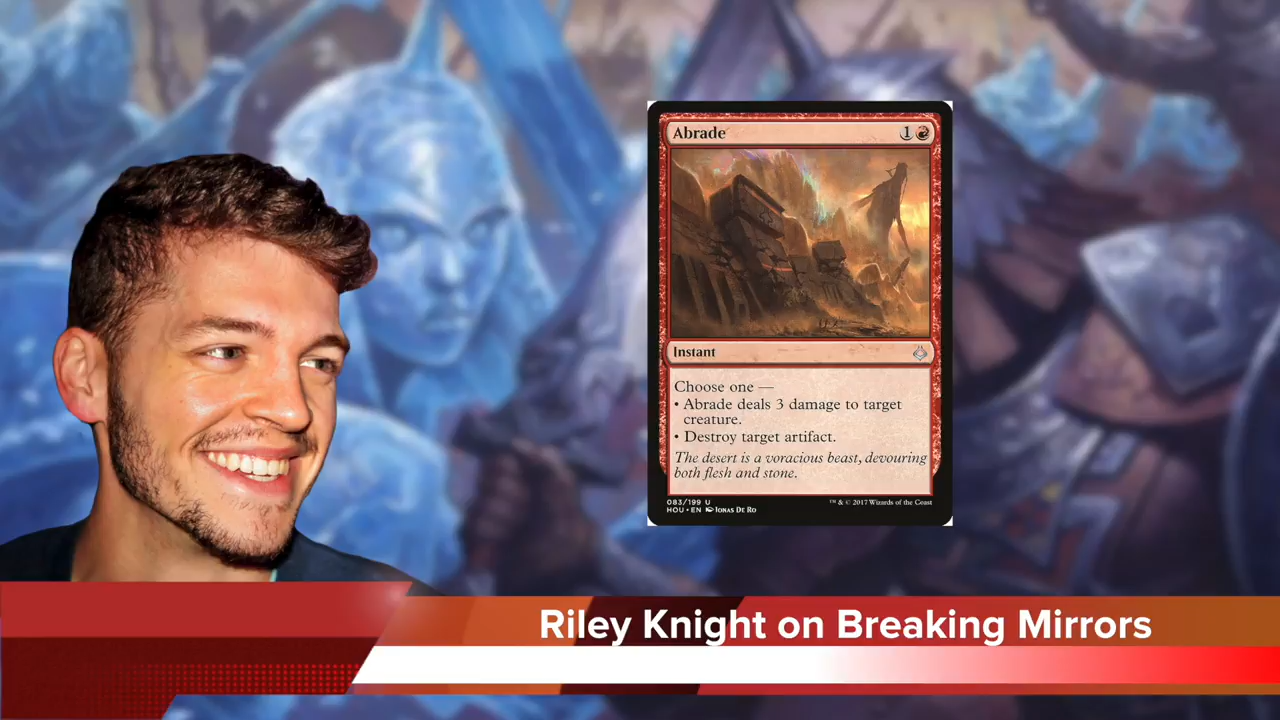 Abrade
1
Instant
Choose one —
• Abrade deals 3 damage to target
creature.
• Destroy target artifact.
The desert is a voracious beast, devouring
both flesh and stone.
083/199 U
HOU • EN Jonas De Ro
™ & © 2017 Wizards of the Coast
Riley Knight on Breaking Mirrors